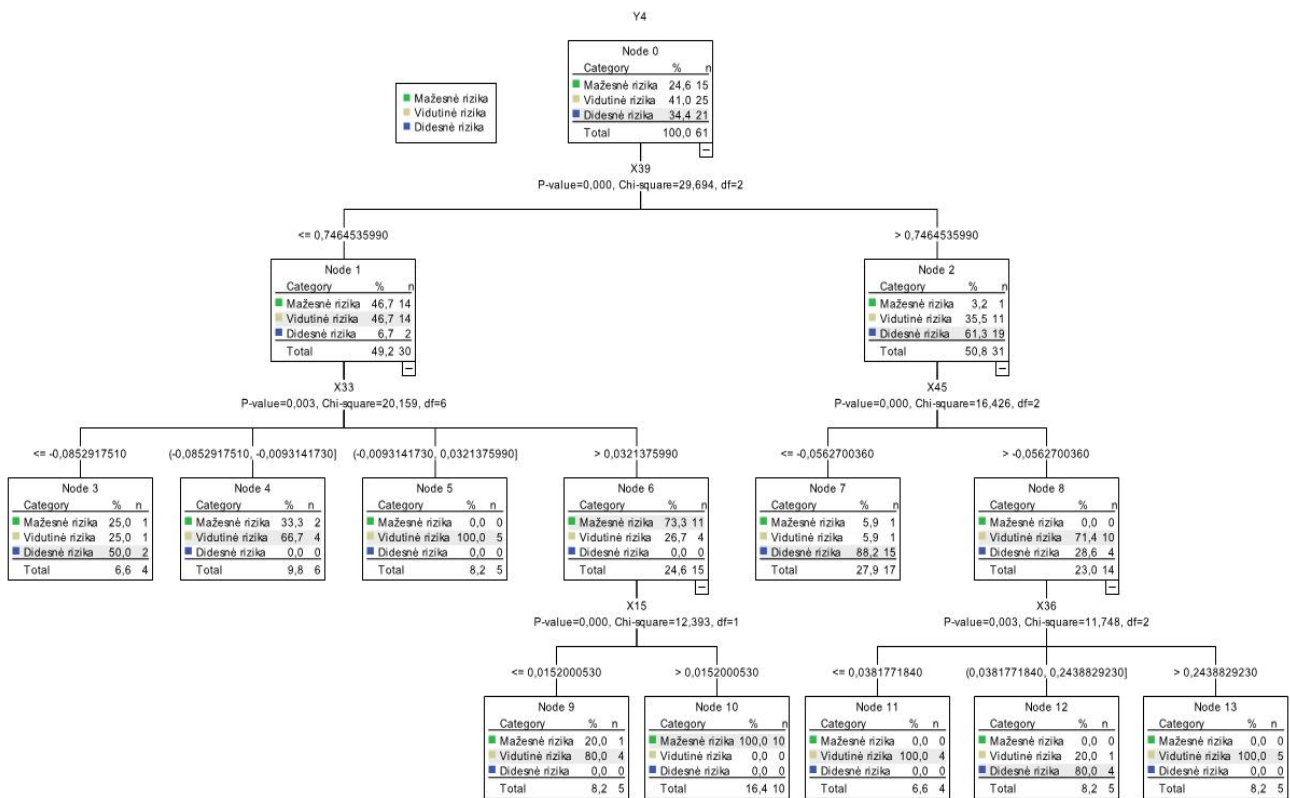 Y4
Node 0
Category % n
Mažesnė rizika 24,6 15
Vidutinė rizika 41,0 25
Didesnė rizika 34,4 21
Total 100,0 61
Mažesnė rizika
Vidutinė rizika
Didesnė rizika
X39
P-value=0,000, Chi-square=29,694, df=2
<= 0,7464535990
> 0,7464535990
Node 1
Category % n
Mažesnė rizika 46,7 14
Vidutinė rizika 46,7 14
Didesnė rizika 6,7 2
Total 49,2 30
Node 2
Category % n
Mažesnė rizika 3,2 1
Vidutinė rizika 35,5 11
Didesnė rizika 61,3 19
Total 50,8 31
X33
P-value=0,003, Chi-square=20,159, df=6
X45
P-value=0,000, Chi-square=16,426, df=2
<= -0,0852917510
(-0,0852917510, -0,0093141730]
(-0,0093141730, 0,0321375990]
> 0,0321375990
<= -0,0562700360
> -0,0562700360
Node 3
Category % n
Mažesnė rizika 25,0 1
Vidutinė rizika 25,0 1
Didesnė rizika 50,0 2
Total 6,6 4
Node 4
Category % n
Mažesnė rizika 33,3 2
Vidutinė rizika 66,7 4
Didesnė rizika 0,0 0
Total 9,8 6
Node 5
Category % n
Mažesnė rizika 0,0 0
Vidutinė rizika 100,0 5
Didesnė rizika 0,0 0
Total 8,2 5
Node 6
Category % n
Mažesnė rizika 73,3 11
Vidutinė rizika 26,7 4
Didesnė rizika 0,0 0
Total 24,6 15
Node 7
Category % n
Mažesnė rizika 5,9 1
Vidutinė rizika 5,9 1
Didesnė rizika 88,2 15
Total 27,9 17
Node 8
Category % n
Mažesnė rizika 0,0 0
Vidutinė rizika 71,4 10
Didesnė rizika 28,6 4
Total 23,0 14
X15
P-value=0,000, Chi-square=12,393, df=1
X36
P-value=0,003, Chi-square=11,748, df=2
<= 0,0152000530
> 0,0152000530
<= 0,0381771840
(0,0381771840, 0,2438829230]
> 0,2438829230
Node 9
Category % n
Mažesnė rizika 20,0 1
Vidutinė rizika 80,0 4
Didesnė rizika 0,0 0
Total 8,2 5
Node 10
Category % n
Mažesnė rizika 100,0 10
Vidutinė rizika 0,0 0
Didesnė rizika 0,0 0
Total 16,4 10
Node 11
Category % n
Mažesnė rizika 0,0 0
Vidutinė rizika 100,0 4
Didesnė rizika 0,0 0
Total 6,6 4
Node 12
Category % n
Mažesnė rizika 0,0 0
Vidutinė rizika 20,0 1
Didesnė rizika 80,0 4
Total 8,2 5
Node 13
Category % n
Mažesnė rizika 0,0 0
Vidutinė rizika 100,0 5
Didesnė rizika 0,0 0
Total 8,2 5